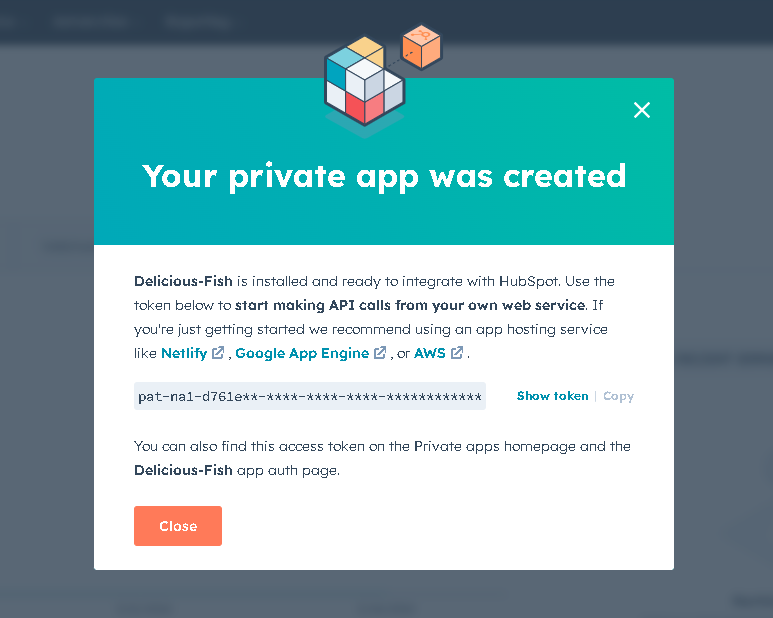 Your private app was created
Delicious-Fish is installed and ready to integrate with HubSpot. Use the
token below to start making API calls from your own web service. If
you're just getting started we recommend using an app hosting service
like Netlify , Google App Engine , or AWS .
pat-na1-d761e**-****-****-****-************
Show token | Copy
You can also find this access token on the Private apps homepage and the
Delicious-Fish app auth page.
Close